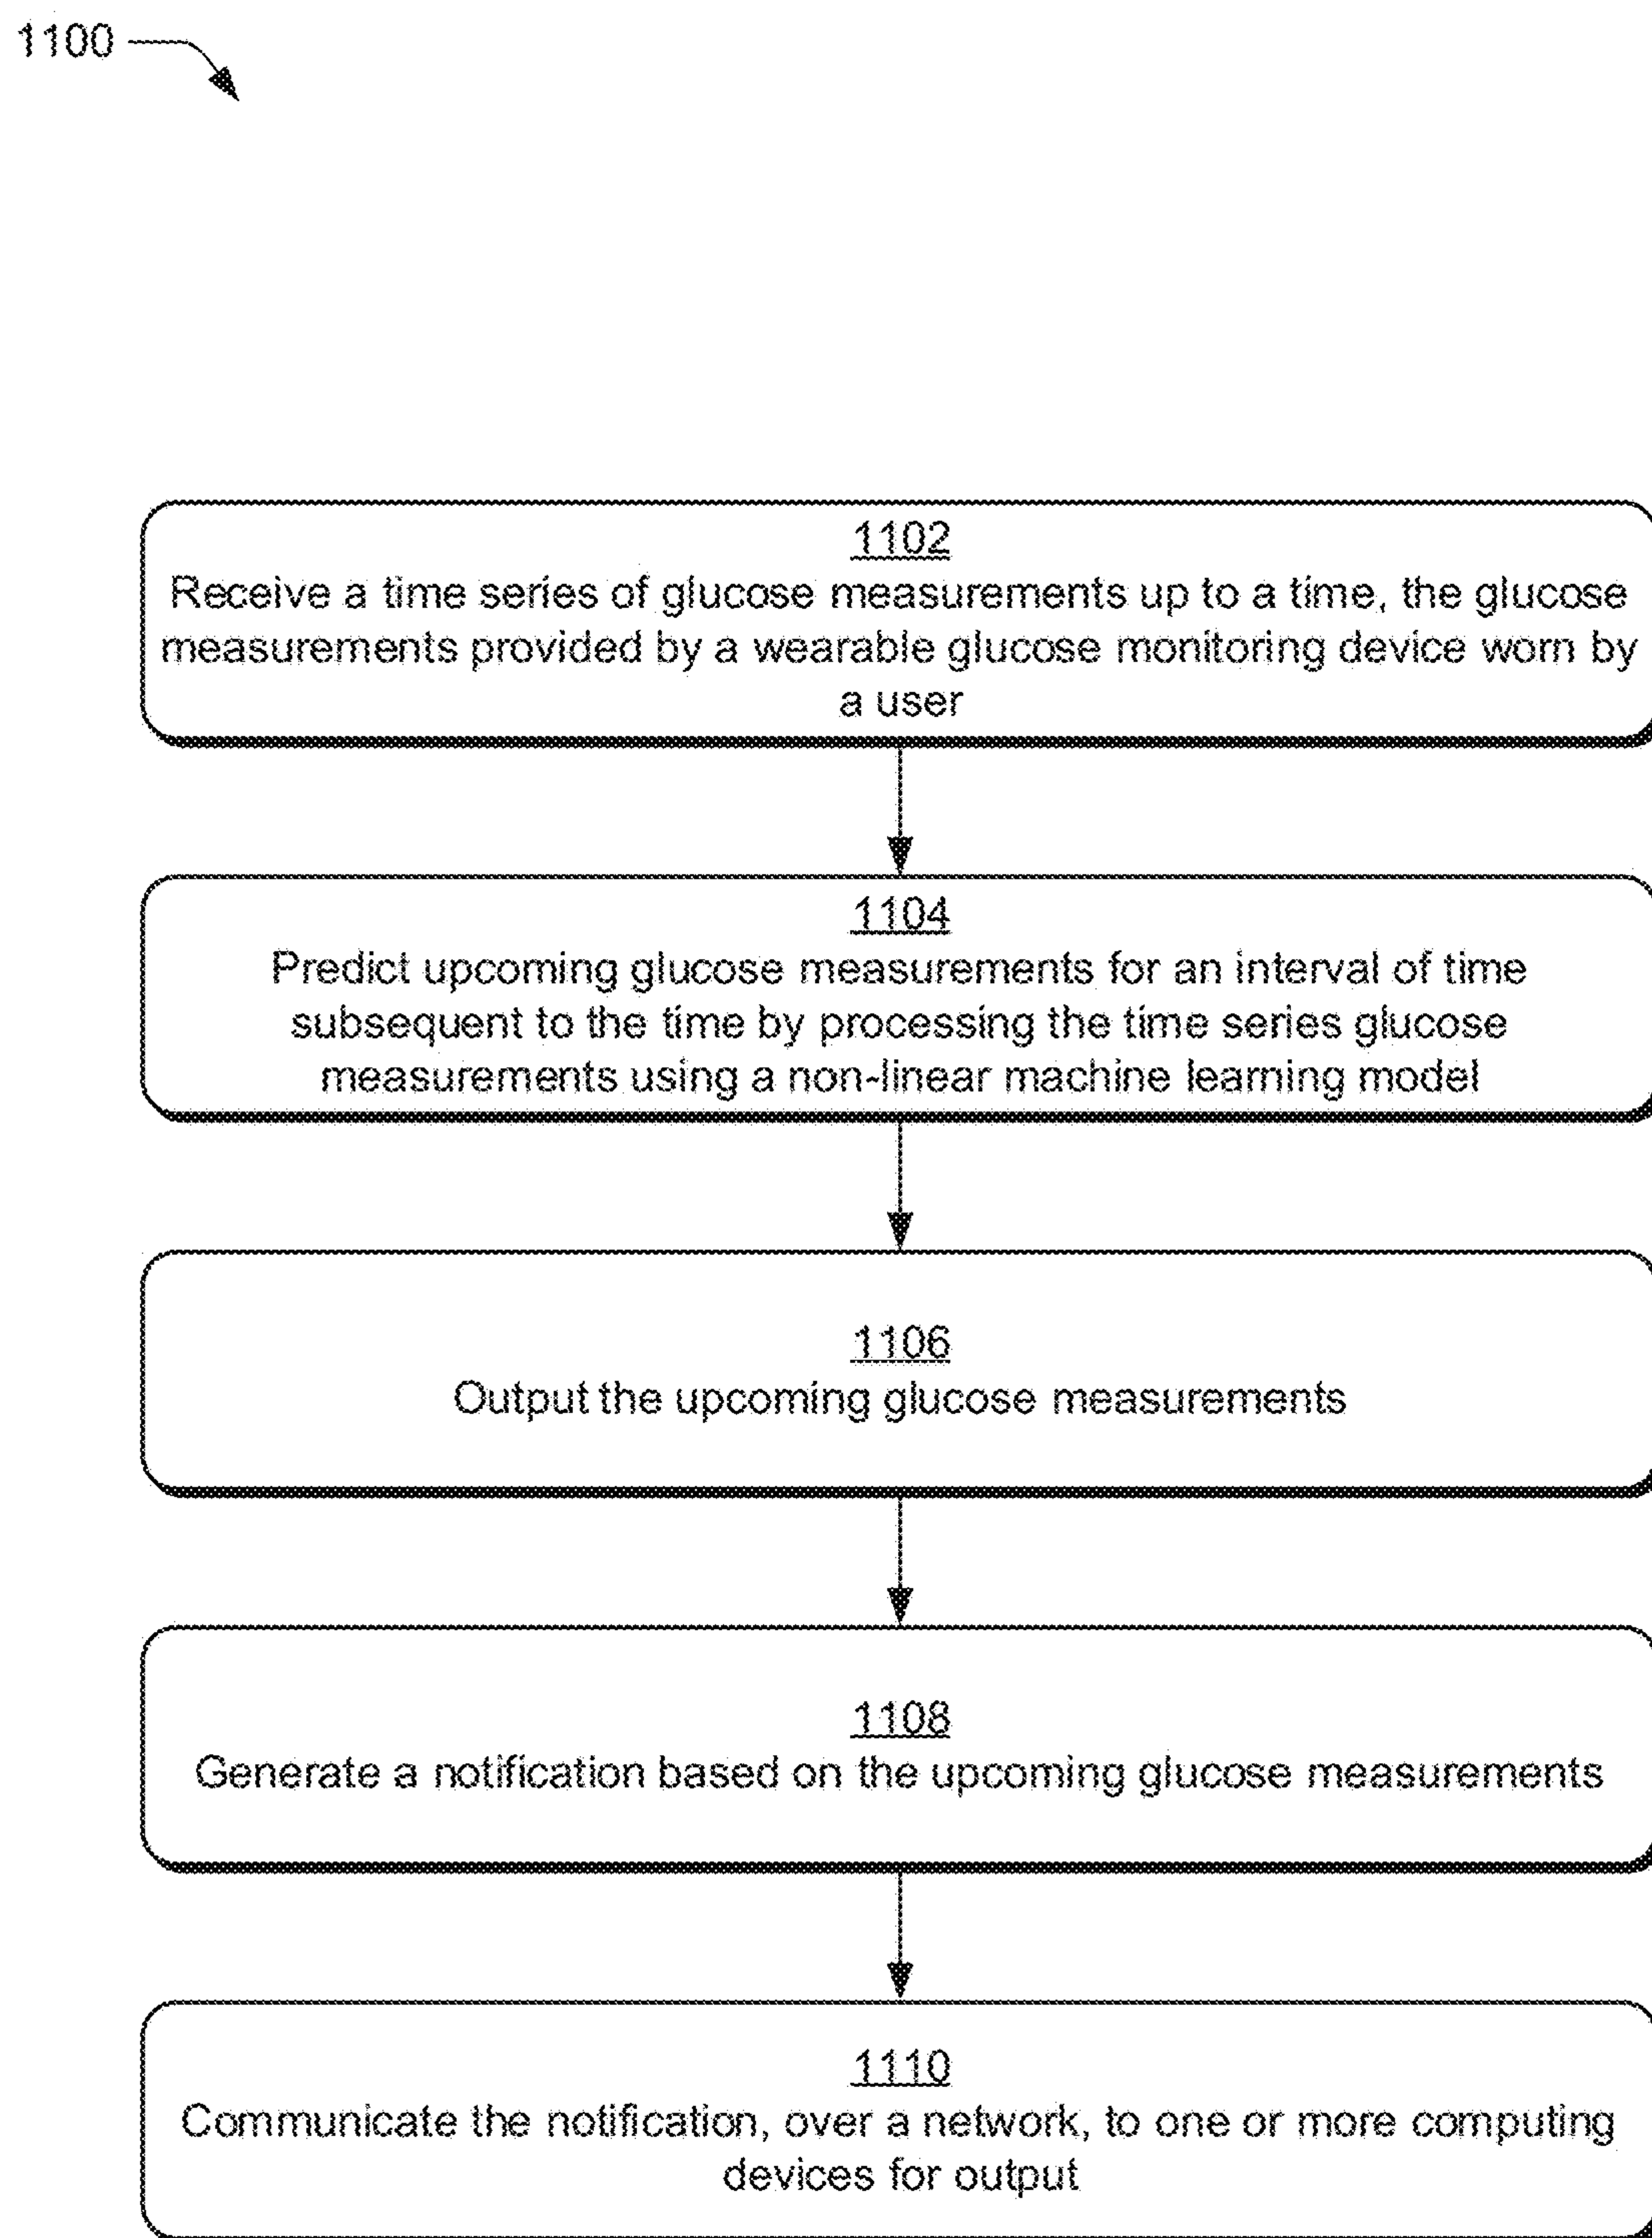 1100
1102
Receive a time series of glucose measurements up to a time, the glucose
measurements provided by a wearable glucose monitoring device worn by
a user
1104
Predict upcoming glucose measurements for an interval of time
subsequent to the time by processing the time series glucose
measurements using a non-linear machine learning model
1106
Output the upcoming glucose measurements
1108
Generate a notification based on the upcoming glucose measurements
1110
Communicate the notification, over a network, to one or more computing
devices for output